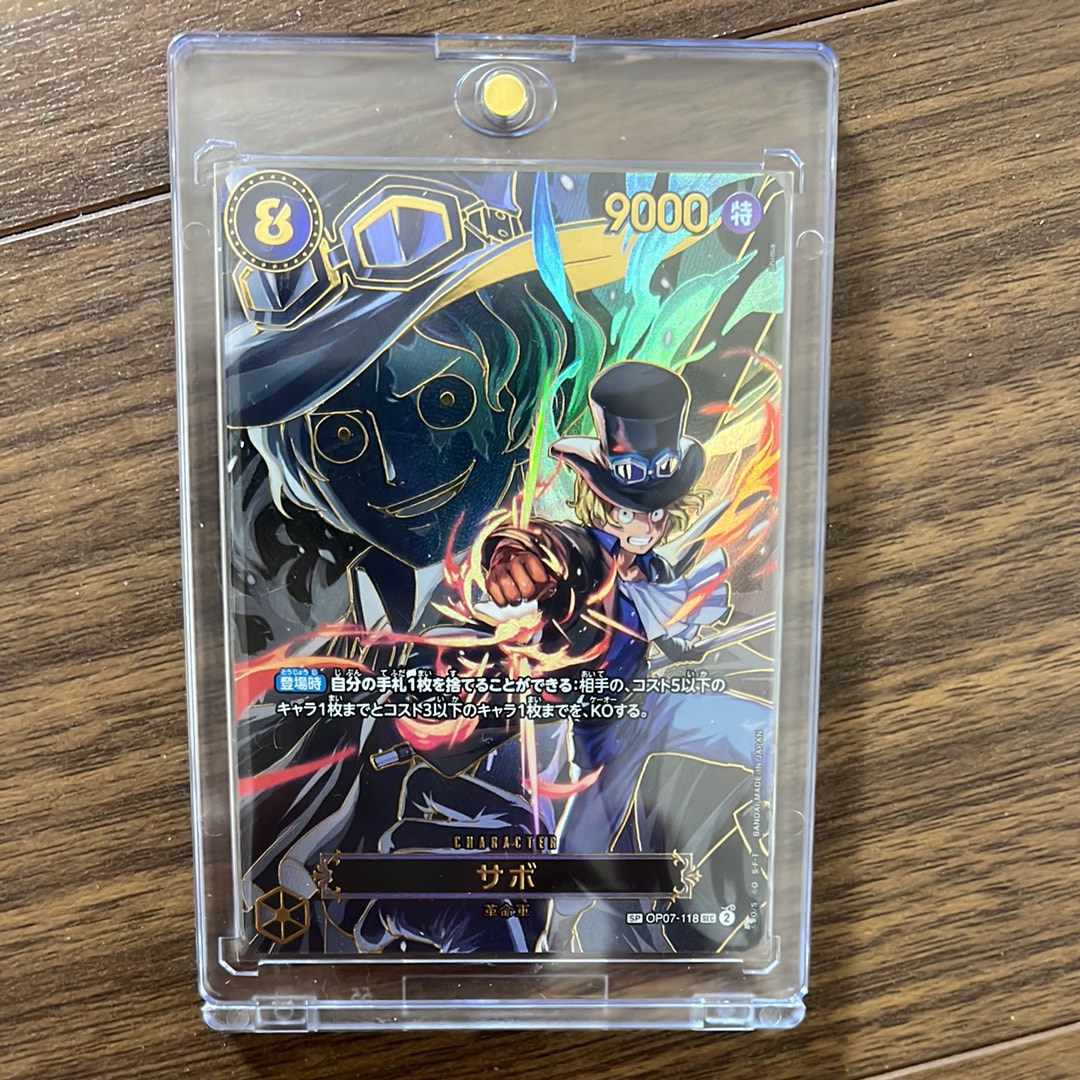 8
9000 特
登場時 自分の手札1枚を捨てることができる:相手の、コスト5以下の
キャラ1枚までとコスト3以下のキャラ1枚までを、KOする。
CHARACTER
サボ
革命軍
SP OP07-118 SEC 2
BANDAI MADE IN JAPAN